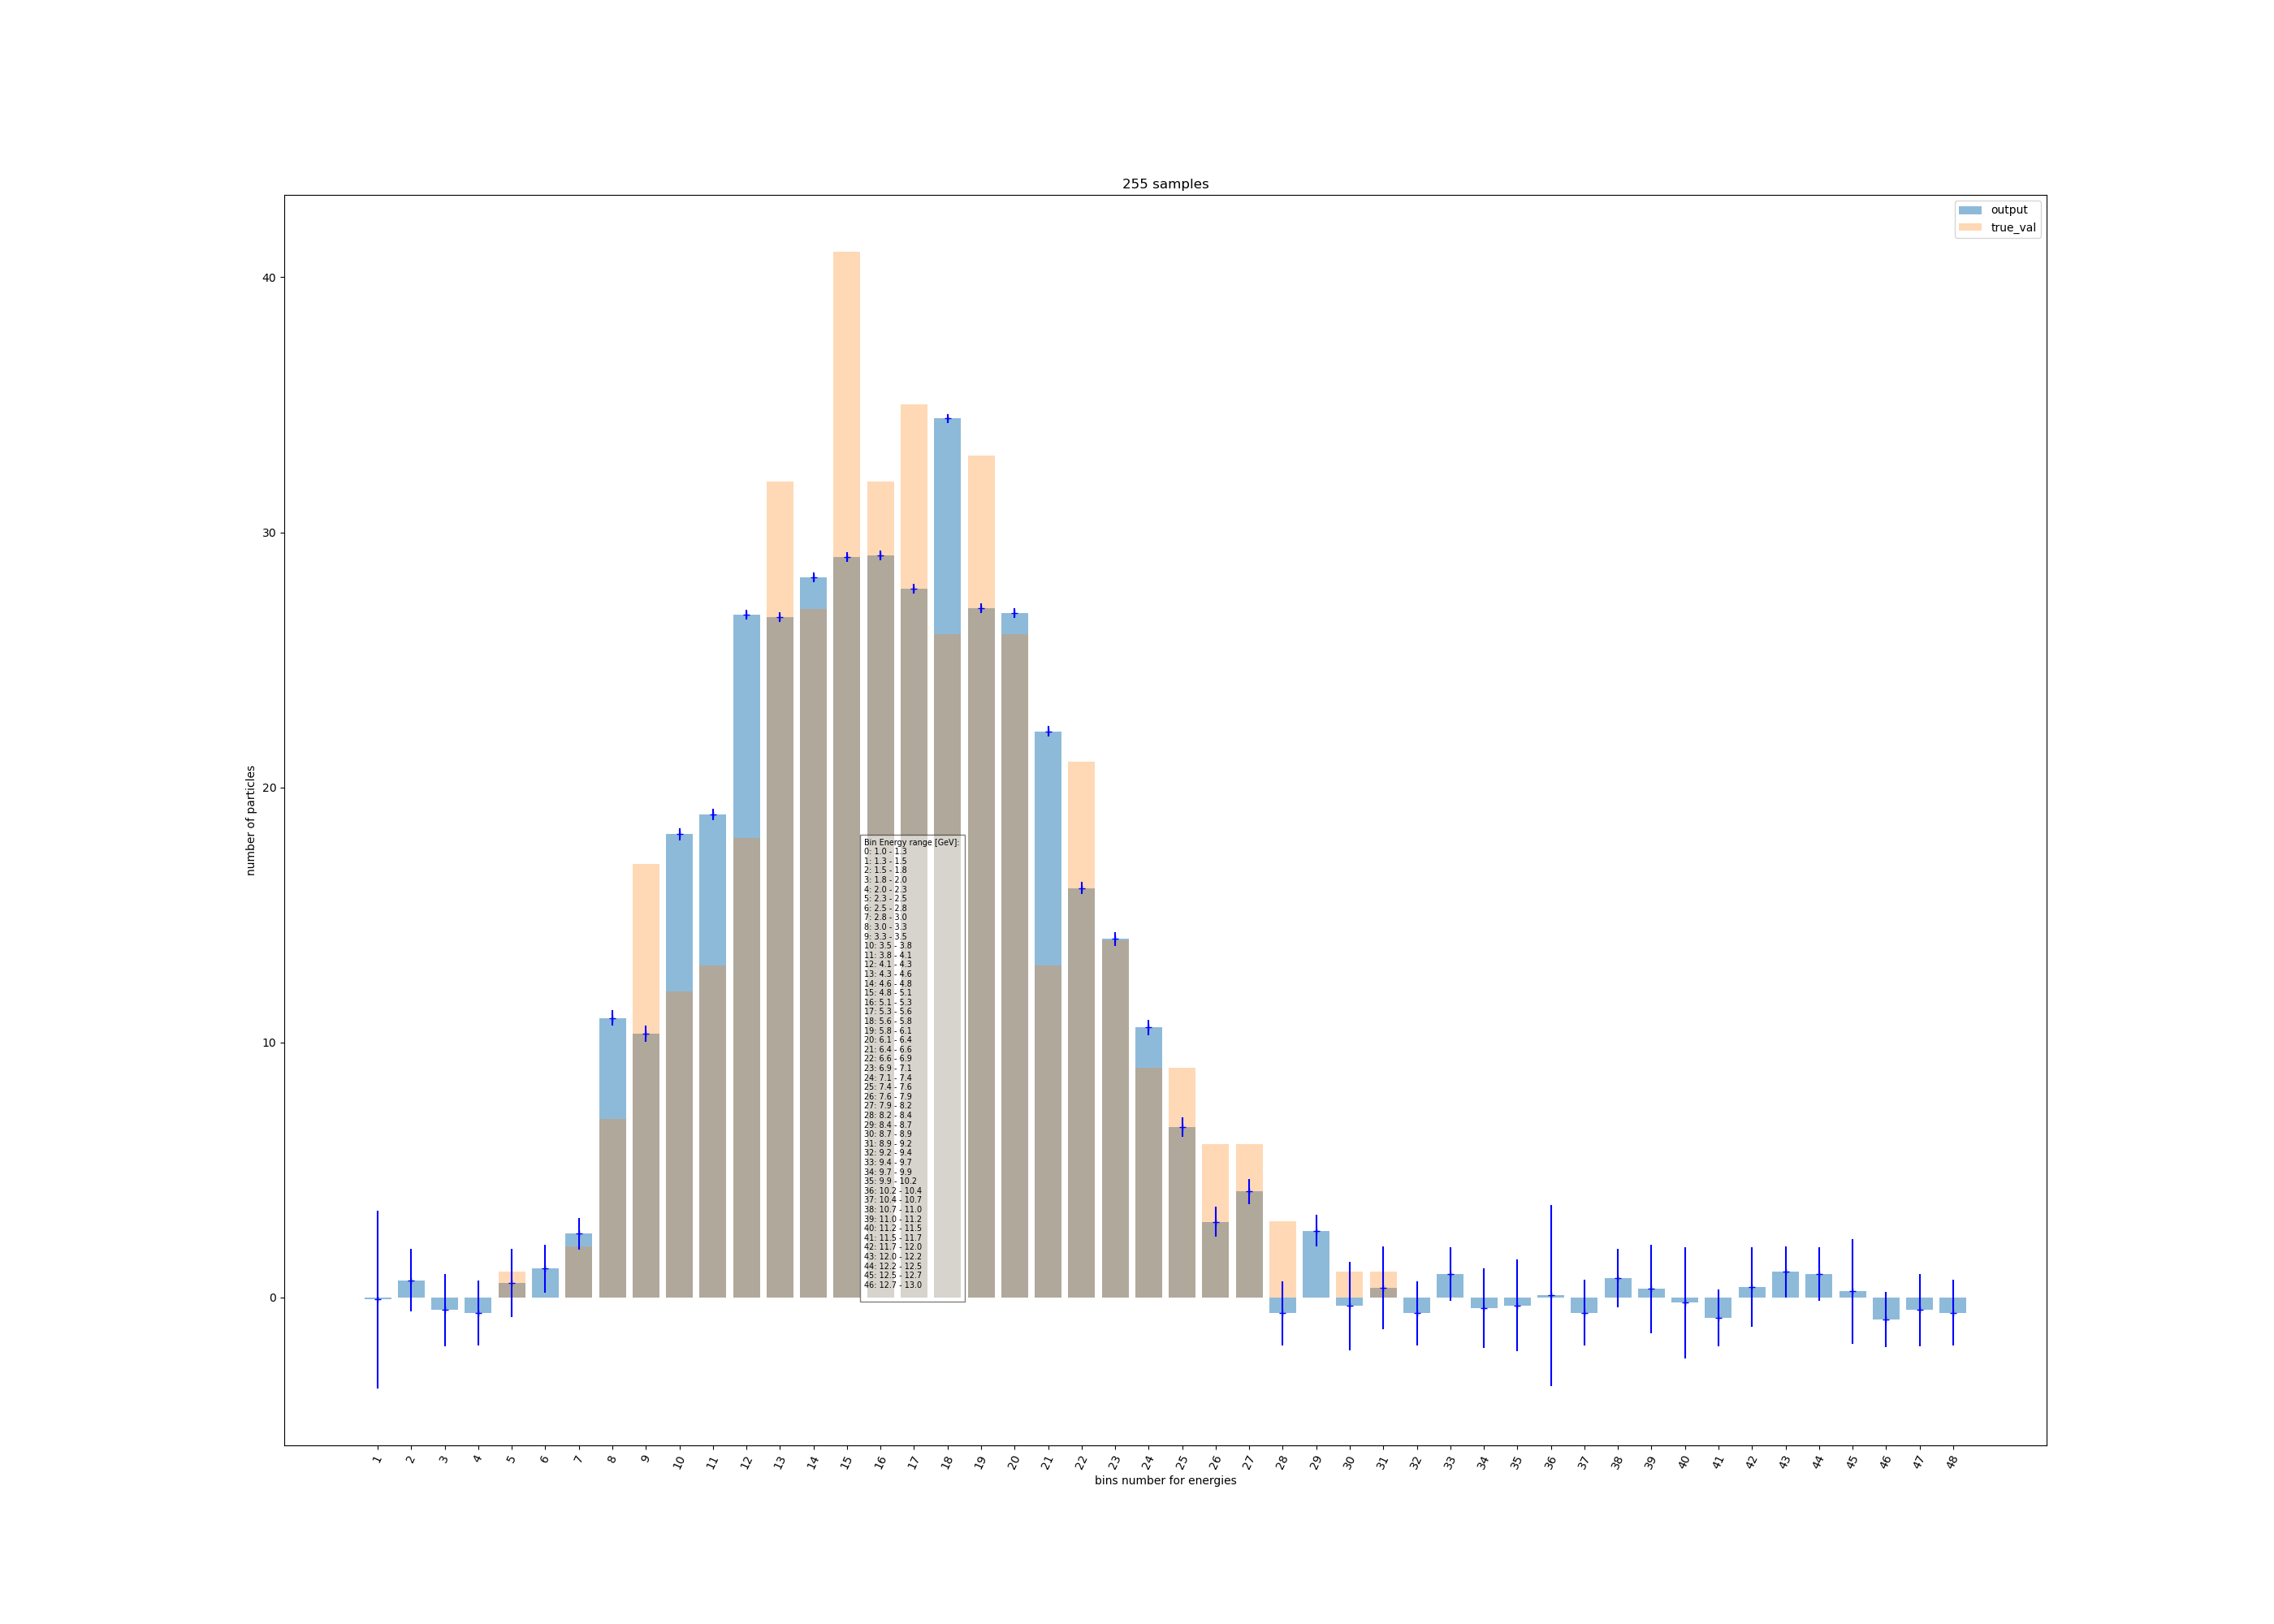 255 samples
output
true_val
40
30
20
10
0
number of particles
Bin Energy range [GeV]:
0: 1.0 - 1.3
1: 1.3 - 1.5
2: 1.5 - 1.8
3: 1.8 - 2.0
4: 2.0 - 2.3
5: 2.3 - 2.5
6: 2.5 - 2.8
7: 2.8 - 3.0
8: 3.0 - 3.3
9: 3.3 - 3.5
10: 3.5 - 3.8
11: 3.8 - 4.1
12: 4.1 - 4.3
13: 4.3 - 4.6
14: 4.6 - 4.8
15: 4.8 - 5.1
16: 5.1 - 5.3
17: 5.3 - 5.6
18: 5.6 - 5.8
19: 5.8 - 6.1
20: 6.1 - 6.4
21: 6.4 - 6.6
22: 6.6 - 6.9
23: 6.9 - 7.1
24: 7.1 - 7.4
25: 7.4 - 7.6
26: 7.6 - 7.9
27: 7.9 - 8.2
28: 8.2 - 8.4
29: 8.4 - 8.7
30: 8.7 - 8.9
31: 8.9 - 9.2
32: 9.2 - 9.4
33: 9.4 - 9.7
34: 9.7 - 9.9
35: 9.9 - 10.2
36: 10.2 - 10.4
37: 10.4 - 10.7
38: 10.7 - 11.0
39: 11.0 - 11.2
40: 11.2 - 11.5
41: 11.5 - 11.7
42: 11.7 - 12.0
43: 12.0 - 12.2
44: 12.2 - 12.5
45: 12.5 - 12.7
46: 12.7 - 13.0
1 2 3 4 5 6 7 8 9 10 11 12 13 14 15 16 17 18 19 20 21 22 23 24 25 26 27 28 29 30 31 32 33 34 35 36 37 38 39 40 41 42 43 44 45 46 47 48
bins number for energies